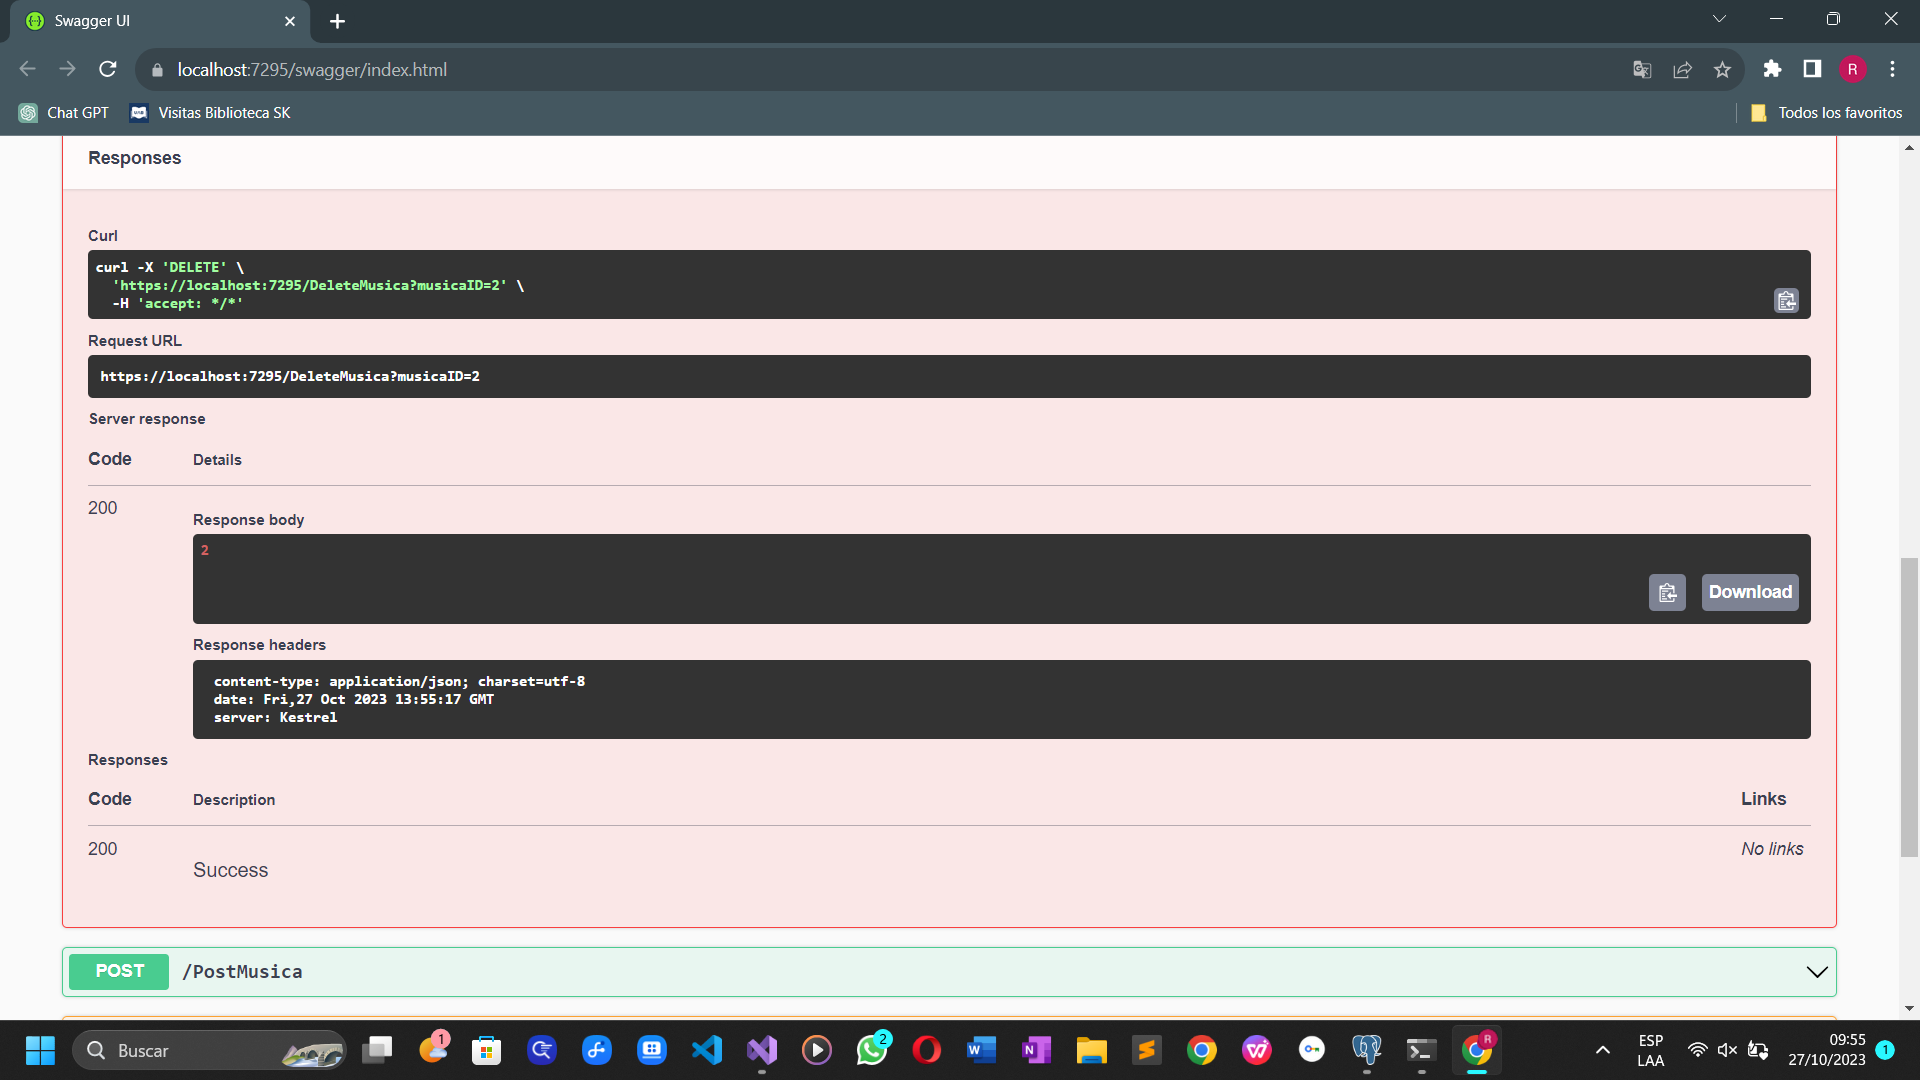 Swagger UI
localhost:7295/swagger/index.html
R
Chat GPT
Visitas Biblioteca SK
Todos los favoritos
Responses
Curl
curl -X 'DELETE' \
'https://localhost:7295/DeleteMusica?musicaID=2' \
-H 'accept: */*'
Request URL
https://localhost:7295/DeleteMusica?musicaID=2
Server response
Code Details
200
Response body
2
Download
Response headers
content-type: application/json; charset=utf-8
date: Fri,27 Oct 2023 13:55:17 GMT
server: Kestrel
Responses
Code Description Links
200 No links
Success
POST /PostMusica
Buscar
1
2
R
ESP
LAA
09:55
27/10/2023
1